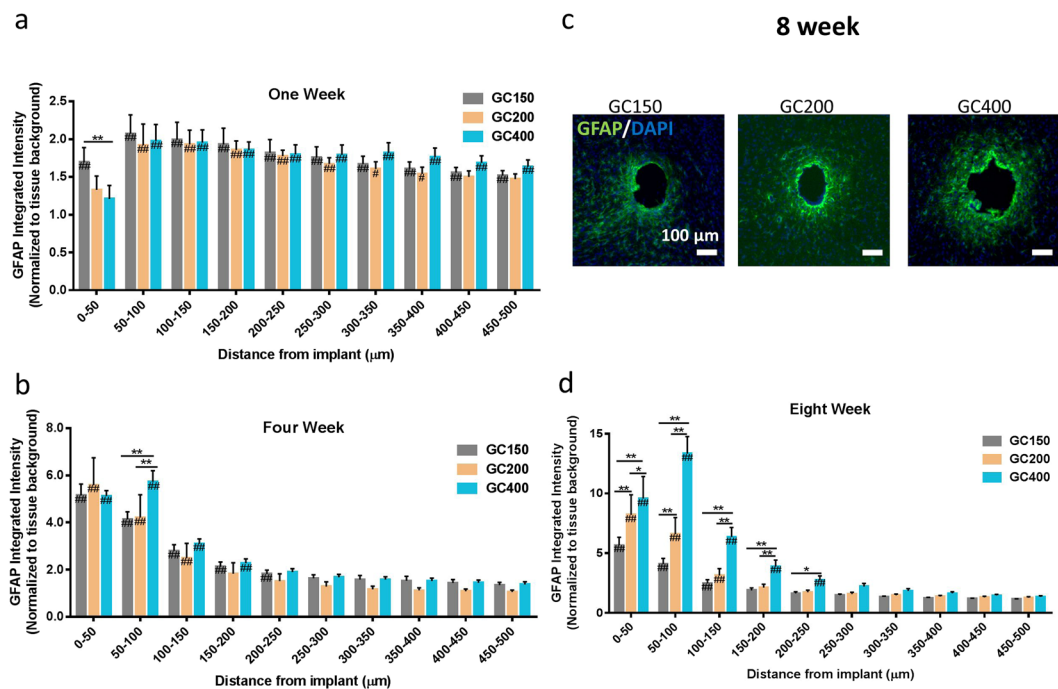 a
One Week
GC150
GC200
GC400
GFAP Integrated Intensity
(Normalized to tissue background)
2.5
2.0
1.5
1.0
0.5
0.0
**
##
## ## ##
## ## ##
## ## ##
## ## ##
## ## ##
## # ##
## # ##
## ##
## ##
0-50
50-100
100-150
150-200
200-250
250-300
300-350
350-400
400-450
450-500
Distance from implant (μm)
b
Four Week
GC150
GC200
GC400
GFAP Integrated Intensity
(Normalized to tissue background)
8.0
6.0
4.0
2.0
0.0
**
**
## ## ##
## ## ##
## ## ##
## ##
##
0-50
50-100
100-150
150-200
200-250
250-300
300-350
350-400
400-450
450-500
Distance from implant (μm)
c
8 week
GC150
GC200
GC400
GFAP/DAPI
100 μm
d
Eight Week
GC150
GC200
GC400
GFAP Integrated Intensity
(Normalized to tissue background)
15
10
5
0
**
*
**
**
**
**
**
**
**
**
*
## ## ##
## ## ##
## ## ##
##
##
0-50
50-100
100-150
150-200
200-250
250-300
300-350
350-400
400-450
450-500
Distance from implant (μm)